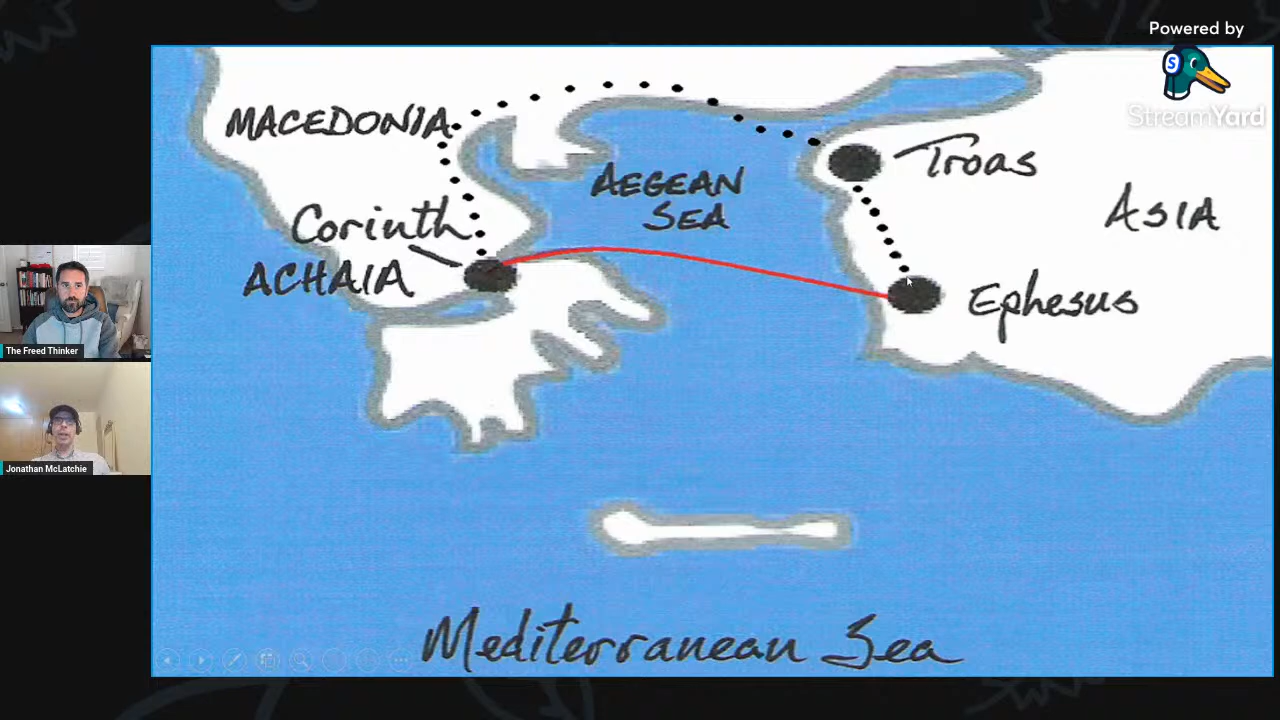 Powered by
S
StreamYard
MACEDONIA
AEGEAN
SEA
Troas
ASIA
Corinth
ACHAIA
Ephesus
The Freed Thinker
Jonathan McLatchie
Mediterranean Sea